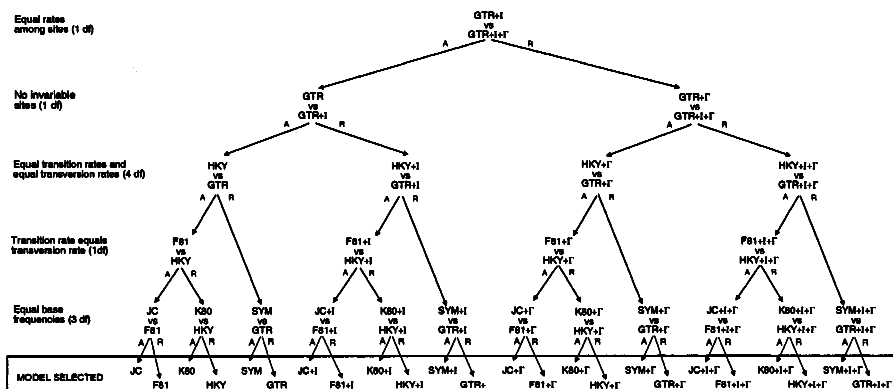 Equal rates
among sites (1 df)
GTR+I
vs
GTR+I+Γ
A R
No invariable
sites (1 df)
GTR
vs
GTR+I
A R
GTR+Γ
vs
GTR+I+Γ
A R
Equal transition rates and
equal transversion rates (4 df)
HKY
vs
GTR
A R
HKY+I
vs
GTR+I
A R
HKY+Γ
vs
GTR+Γ
A R
HKY+I+Γ
vs
GTR+I+Γ
A R
Transition rate equals
transversion rate (1df)
F81
vs
HKY
A R
F81+I
vs
HKY+I
A R
F81+Γ
vs
HKY+Γ
A R
F81+I+Γ
vs
HKY+I+Γ
A R
Equal base
frequencies (3 df)
JC
vs
F81
A R
K80
vs
HKY
A R
SYM
vs
GTR
A R
JC+I
vs
F81+I
A R
K80+I
vs
HKY+I
A R
SYM+I
vs
GTR+I
A R
JC+Γ
vs
F81+Γ
A R
K80+Γ
vs
HKY+Γ
A R
SYM+Γ
vs
GTR+Γ
A R
JC+I+Γ
vs
F81+I+Γ
A R
K80+I+Γ
vs
HKY+I+Γ
A R
SYM+I+Γ
vs
GTR+I+Γ
A R
MODEL SELECTED
JC K80 SYM JC+I K80+I SYM+I JC+Γ K80+Γ SYM+Γ JC+I+Γ K80+I+Γ SYM+I+Γ
F81 HKY GTR F81+I HKY+I GTR+ F81+Γ HKY+Γ GTR+Γ F81+I+Γ HKY+I+Γ GTR+I+Γ